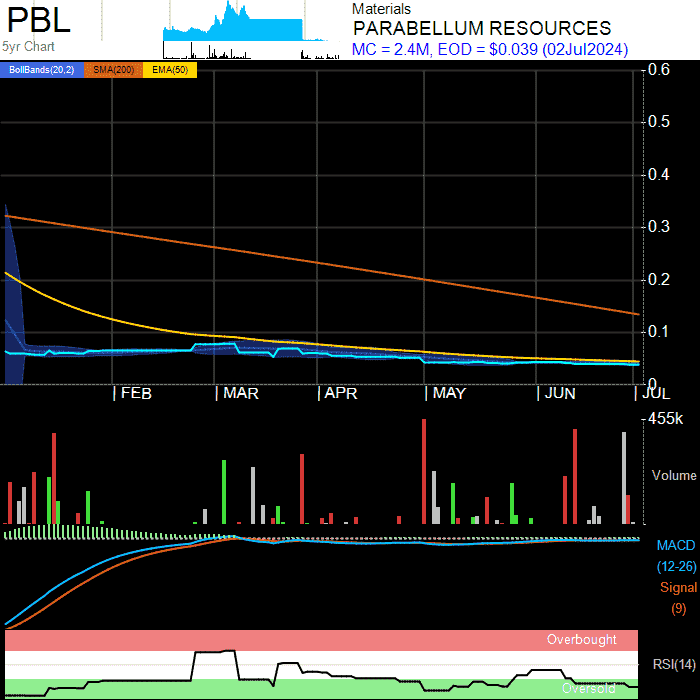 PBL
5yr Chart
Materials
PARABELLUM RESOURCES
MC = 2.4M, EOD = $0.039 (02Jul2024)
BollBands(20,2) SMA(200) EMA(50)
0.6
0.5
0.4
0.3
0.2
0.1
0
FEB MAR APR MAY JUN JUL
455k
Volume
MACD
(12-26)
Signal
(9)
Overbought
RSI(14)
Oversold